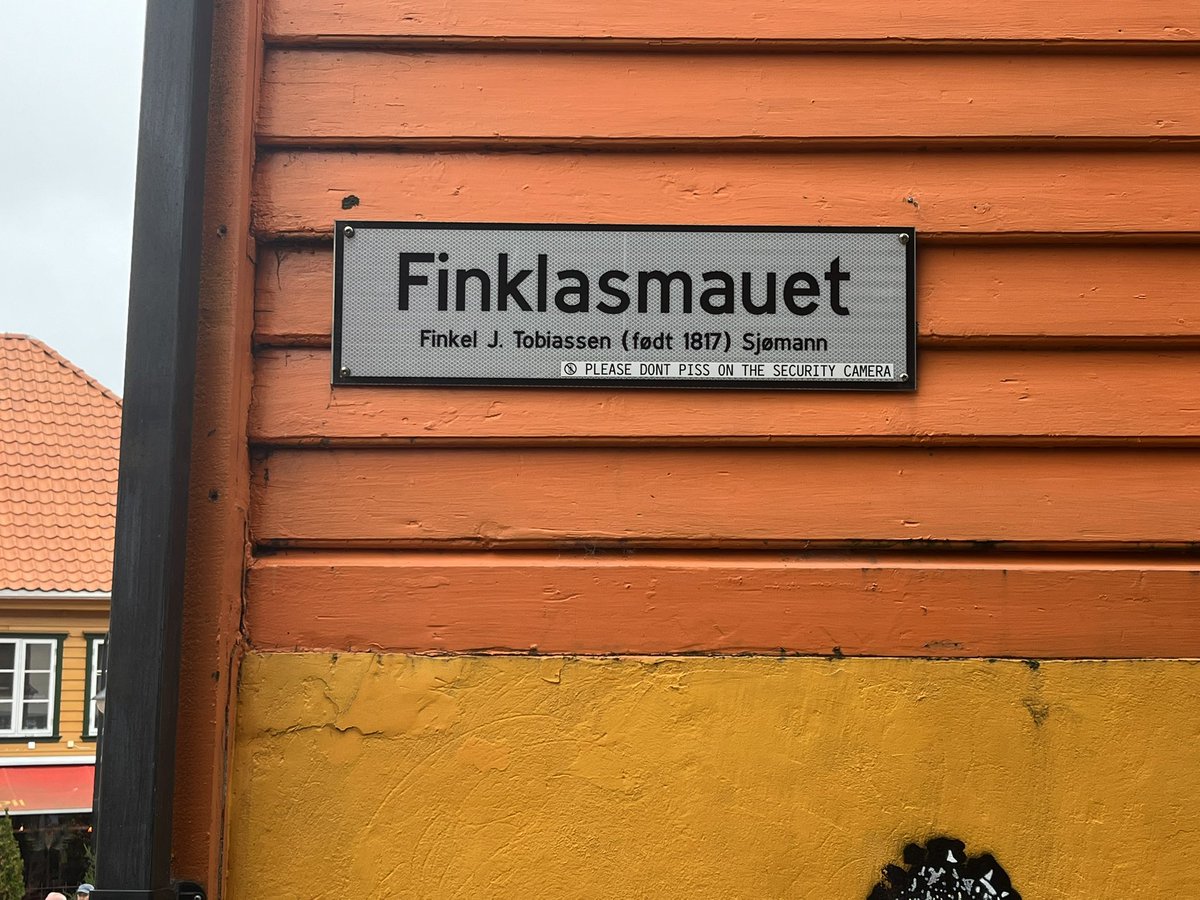 Finklasmauet
Finkel J. Tobiassen (født 1817) Sjømann
PLEASE DONT PISS ON THE SECURITY CAMERA